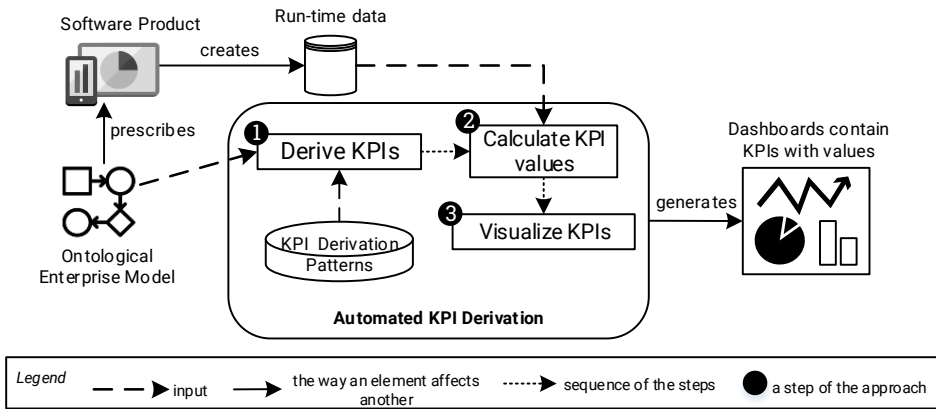 Software Product
creates
Run-time data
prescribes
Ontological
Enterprise Model
1
Derive KPIs
2
Calculate KPI
values
3
Visualize KPIs
KPI Derivation
Patterns
Automated KPI Derivation
generates
Dashboards contain
KPIs with values
Legend
input
the way an element affects
another
sequence of the steps
a step of the approach